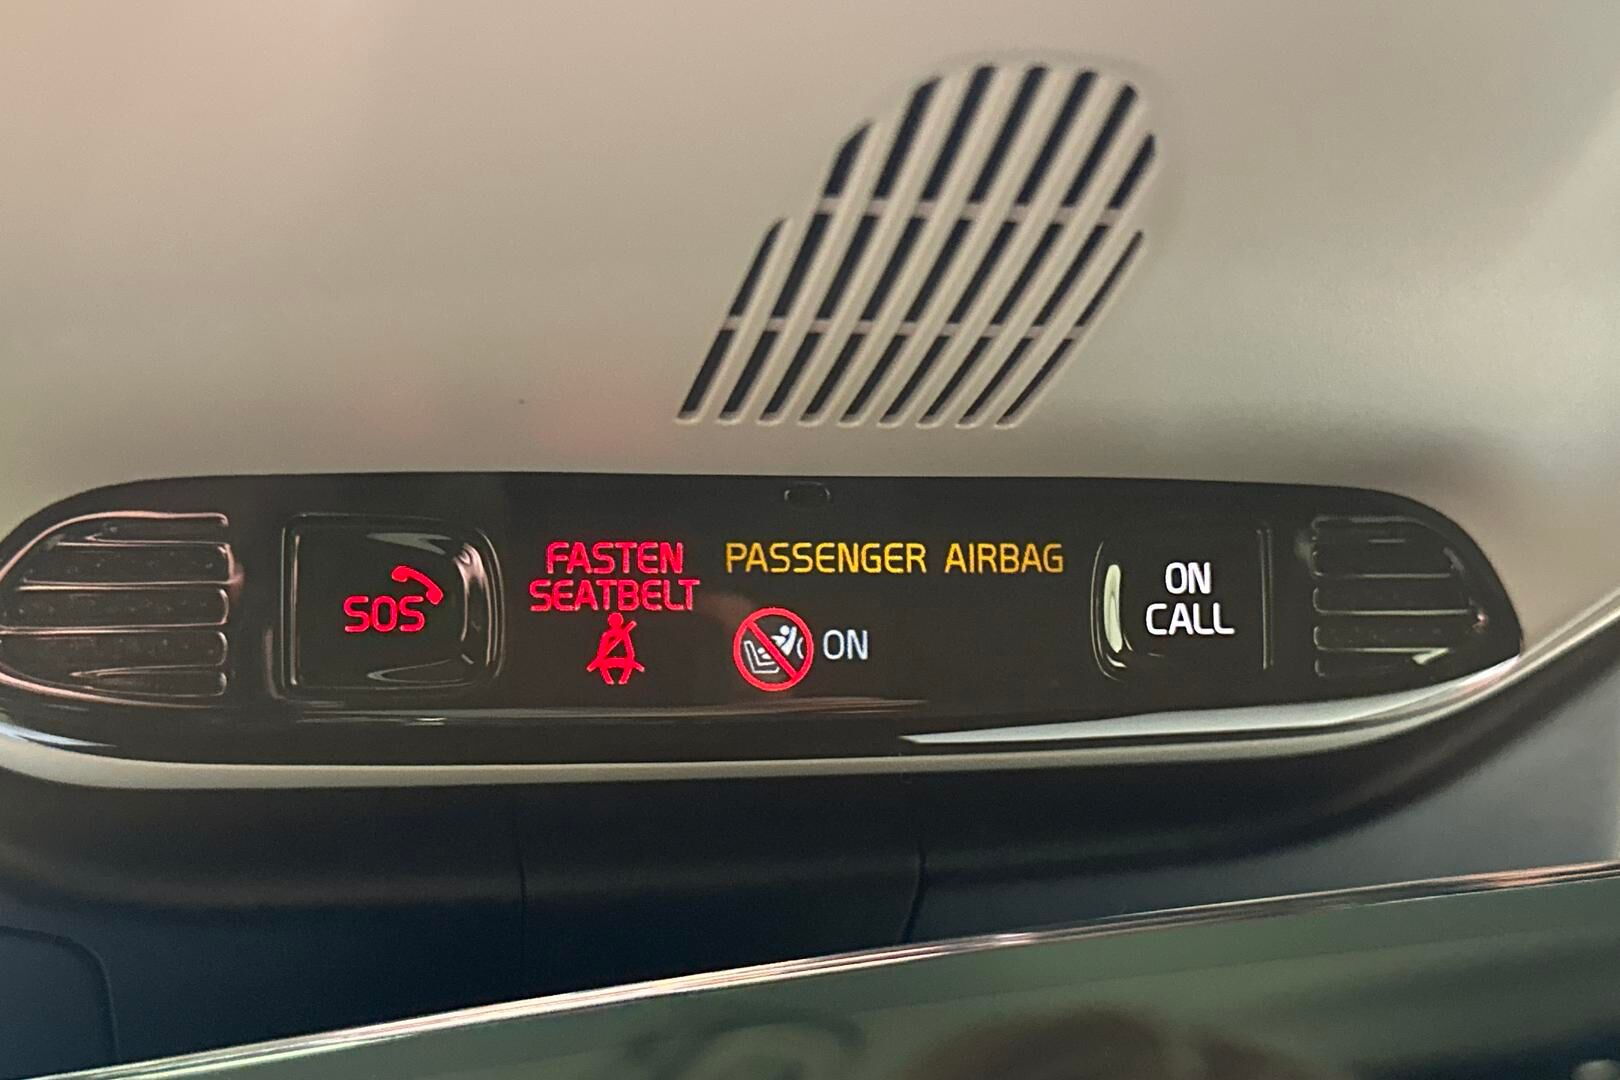 SOS
FASTEN
SEATBELT
PASSENGER AIRBAG
ON
ON
CALL